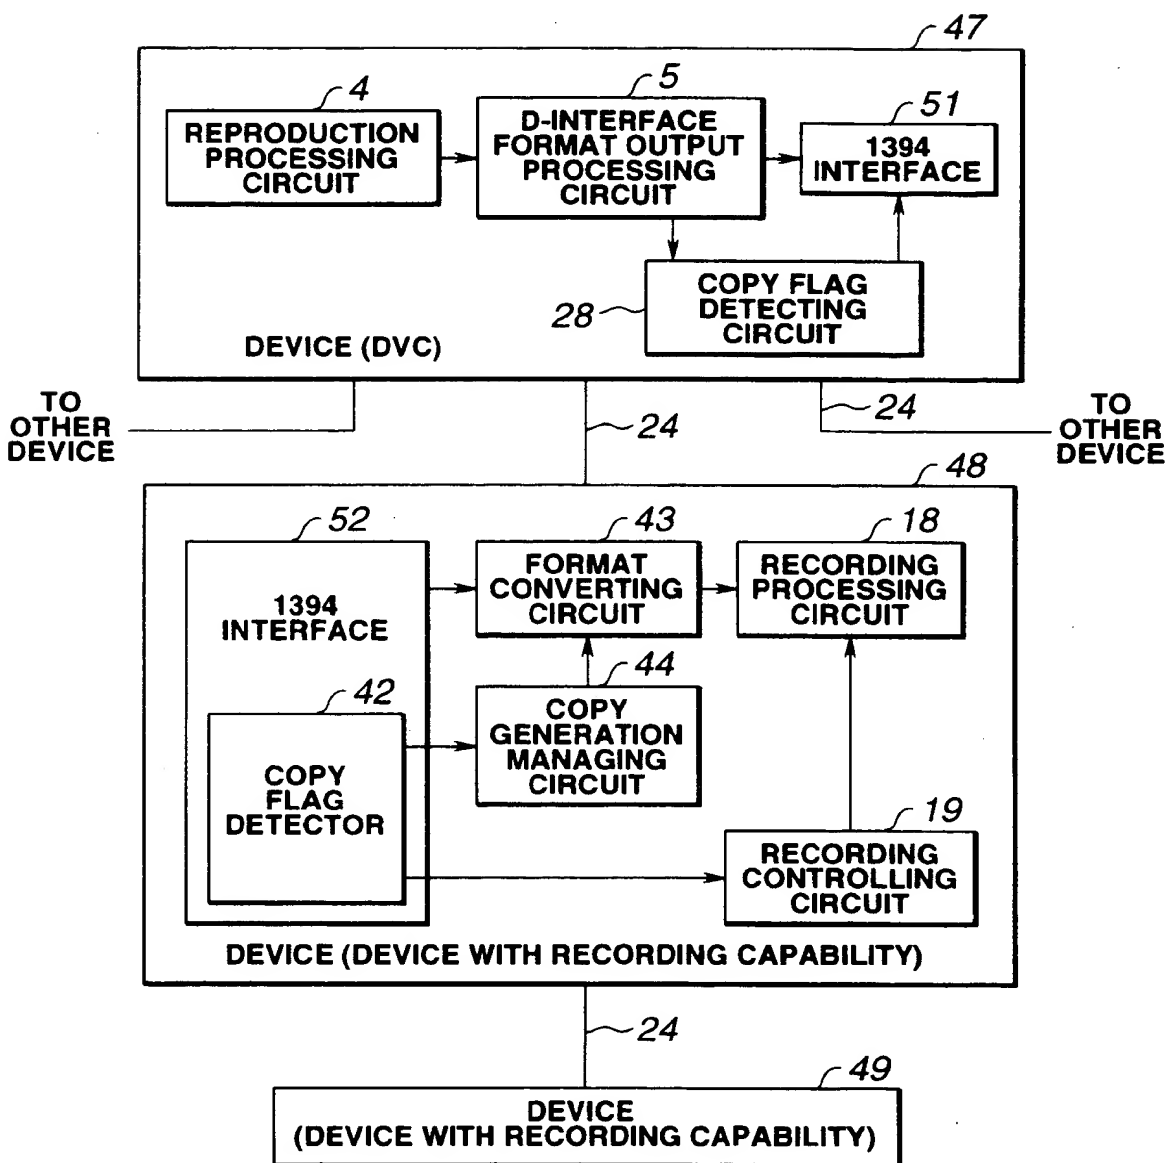 47
4
REPRODUCTION
PROCESSING
CIRCUIT
5
D-INTERFACE
FORMAT OUTPUT
PROCESSING
CIRCUIT
51
1394
INTERFACE
28
COPY FLAG
DETECTING
CIRCUIT
DEVICE (DVC)
TO
OTHER
DEVICE
24
24
TO
OTHER
DEVICE
48
52
1394
INTERFACE
43
FORMAT
CONVERTING
CIRCUIT
18
RECORDING
PROCESSING
CIRCUIT
42
COPY
FLAG
DETECTOR
44
COPY
GENERATION
MANAGING
CIRCUIT
19
RECORDING
CONTROLLING
CIRCUIT
DEVICE (DEVICE WITH RECORDING CAPABILITY)
24
49
DEVICE
(DEVICE WITH RECORDING CAPABILITY)